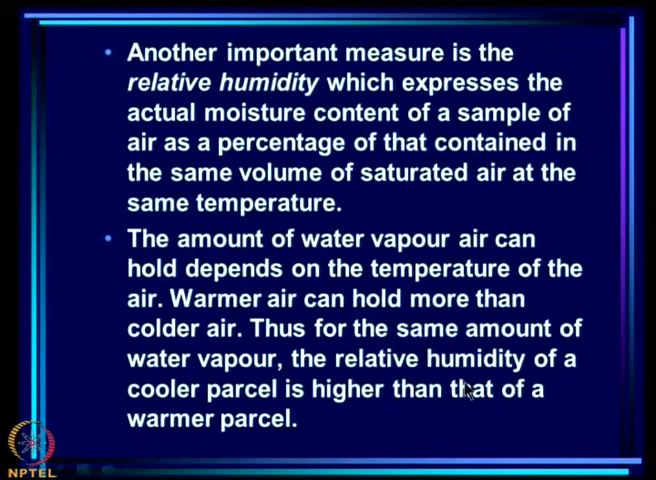 • Another important measure is the
relative humidity which expresses the
actual moisture content of a sample of
air as a percentage of that contained in
the same volume of saturated air at the
same temperature.
• The amount of water vapour air can
hold depends on the temperature of the
air. Warmer air can hold more than
colder air. Thus for the same amount of
water vapour, the relative humidity of a
cooler parcel is higher than that of a
warmer parcel.
NPTEL